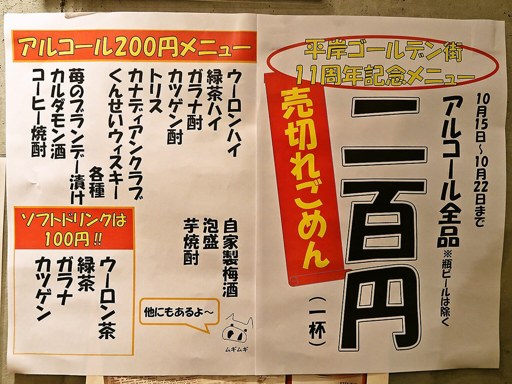 平岸ゴールデン街
11周年記念メニュー
10月15日～10月22日まで
アルコール全品
※瓶ビールは除く
二百円
(一杯)
売切れごめん
アルコール200円メニュー
ウーロンハイ
緑茶ハイ
ガラナ酎
カツゲン酎
トリス
カナディアンクラブ
くんせいウィスキー
各種
苺のブランデー漬け
カルダモン酒
コーヒー焼酎
自家製梅酒
泡盛
芋焼酎
ソフトドリンクは
100円!!
ウーロン茶
緑茶
ガラナ
カツゲン
他にもあるよ～
ムギムギ